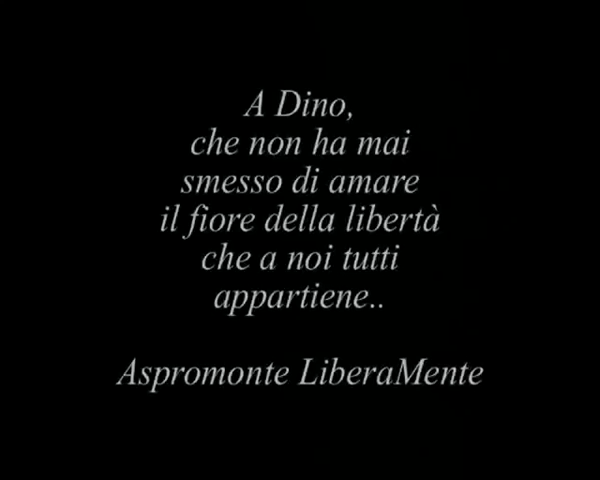 A Dino,
che non ha mai
smesso di amare
il fiore della libertà
che a noi tutti
appartiene..
Aspromonte LiberaMente